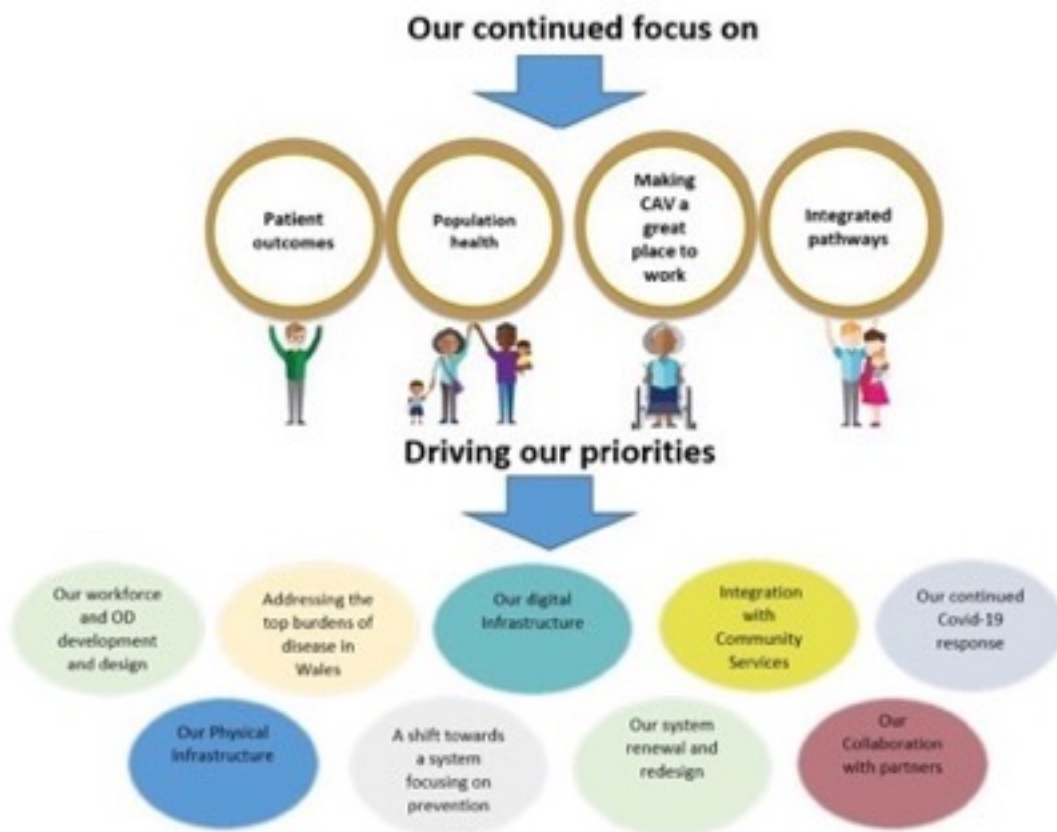 Our continued focus on
Patient
outcomes
Population
health
Making
CAV a
great
place to
work
Integrated
pathways
Driving our priorities
Our workforce
and OD
development
and design
Addressing the
top burdens of
disease in
Wales
Our digital
Infrastructure
Integration
with
Community
Services
Our continued
Covid-19
response
Our Physical
Infrastructure
A shift towards
a system
focusing on
prevention
Our system
renewal and
redesign
Our
Collaboration
with partners